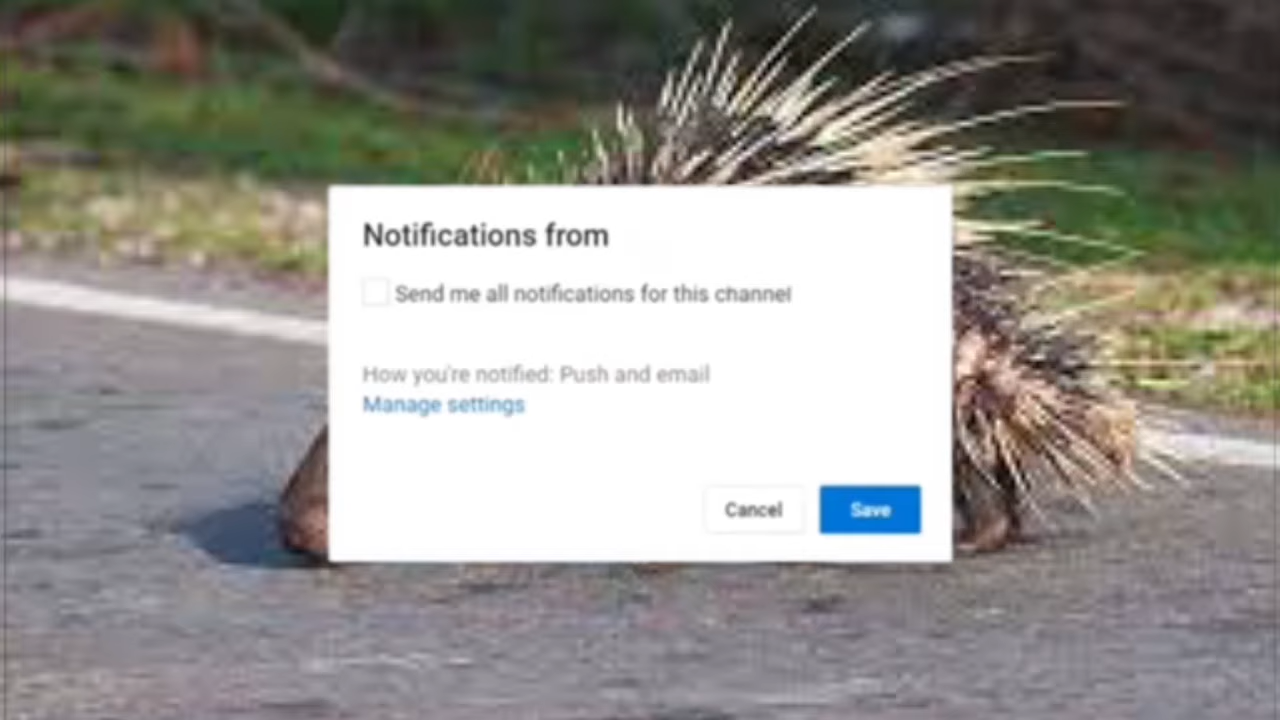 Notifications from
Send me all notifications for this channel
How you're notified: Push and email
Manage settings
Cancel
Save